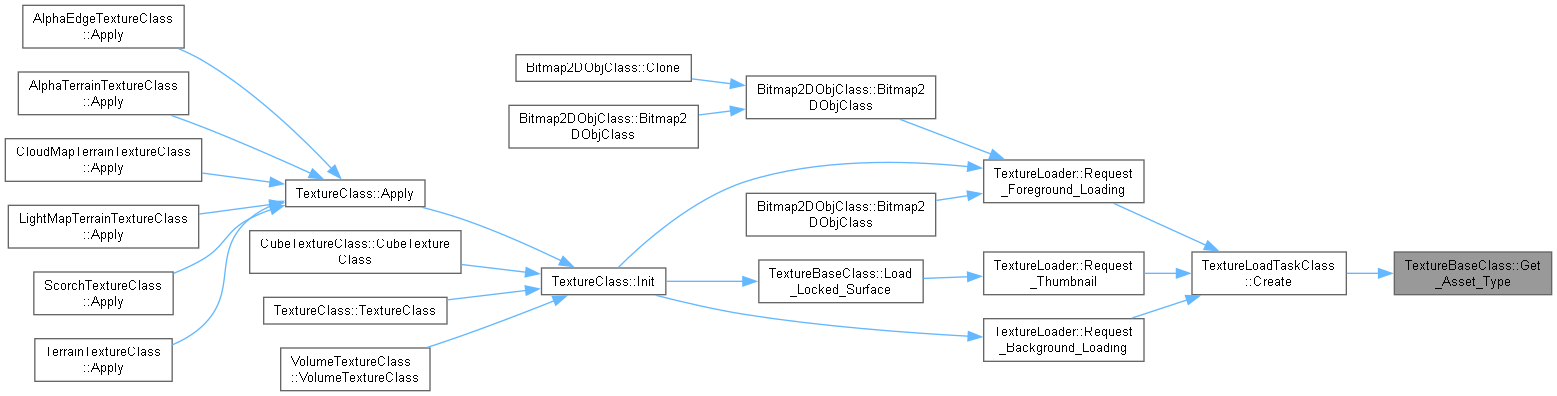 AlphaEdgeTextureClass
::Apply
AlphaTerrainTextureClass
::Apply
CloudMapTerrainTextureClass
::Apply
LightMapTerrainTextureClass
::Apply
ScorchTextureClass
::Apply
TerrainTextureClass
::Apply
TextureClass::Apply
CubeTextureClass::CubeTexture
Class
TextureClass::TextureClass
VolumeTextureClass
::VolumeTextureClass
Bitmap2DObjClass::Clone
Bitmap2DObjClass::Bitmap2
DObjClass
TextureClass::Init
Bitmap2DObjClass::Bitmap2
DObjClass
Bitmap2DObjClass::Bitmap2
DObjClass
TextureBaseClass::Load
_Locked_Surface
TextureLoader::Request
_Foreground_Loading
TextureLoader::Request
_Thumbnail
TextureLoader::Request
_Background_Loading
TextureLoadTaskClass
::Create
TextureBaseClass::Get
_Asset_Type